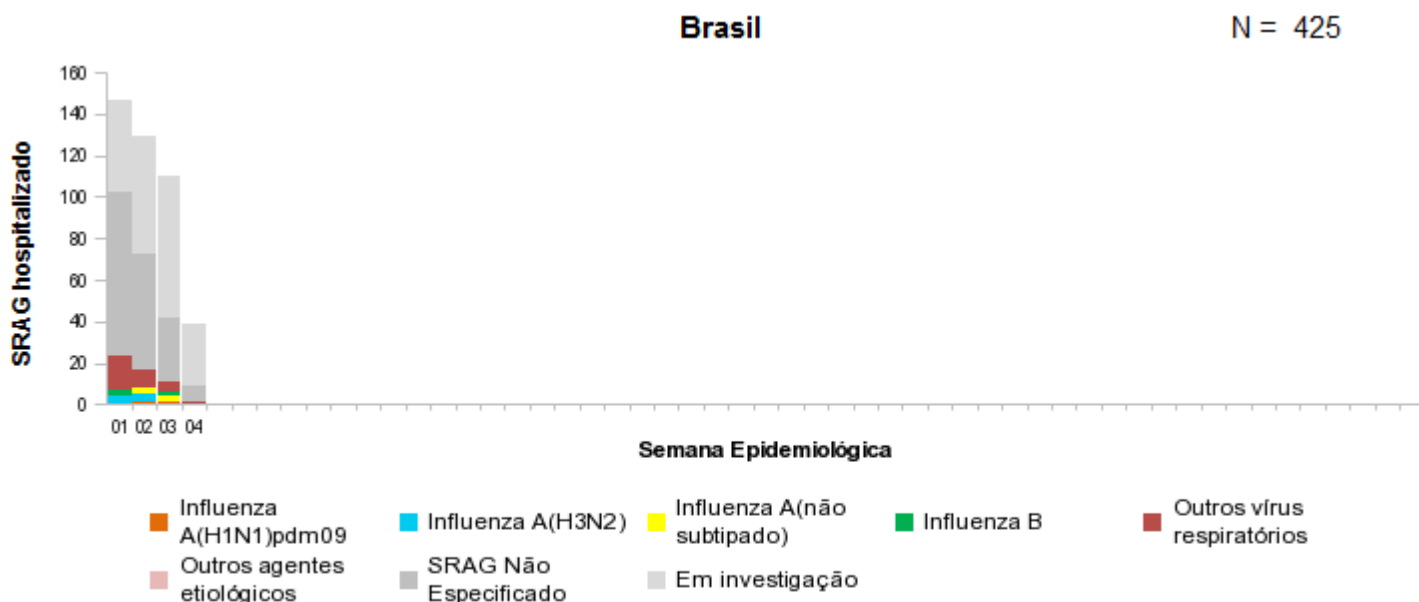 Brasil
N = 425
SRAG hospitalizado
160
140
120
100
80
60
40
20
0
01 02 03 04
Semana Epidemiológica
Influenza A(H1N1)pdm09
Influenza A(H3N2)
Influenza A(não subtipado)
Influenza B
Outros vírus respiratórios
Outros agentes etiológicos
SRAG Não Especificado
Em investigação